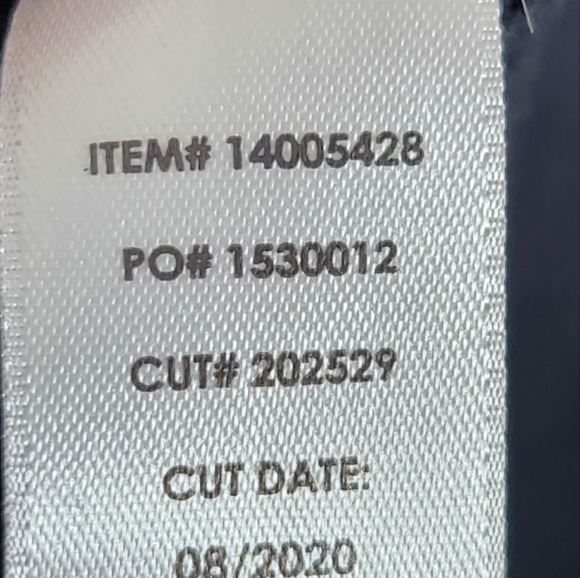 ITEM# 14005428
PO# 1530012
CUT# 202529
CUT DATE:
08/2020